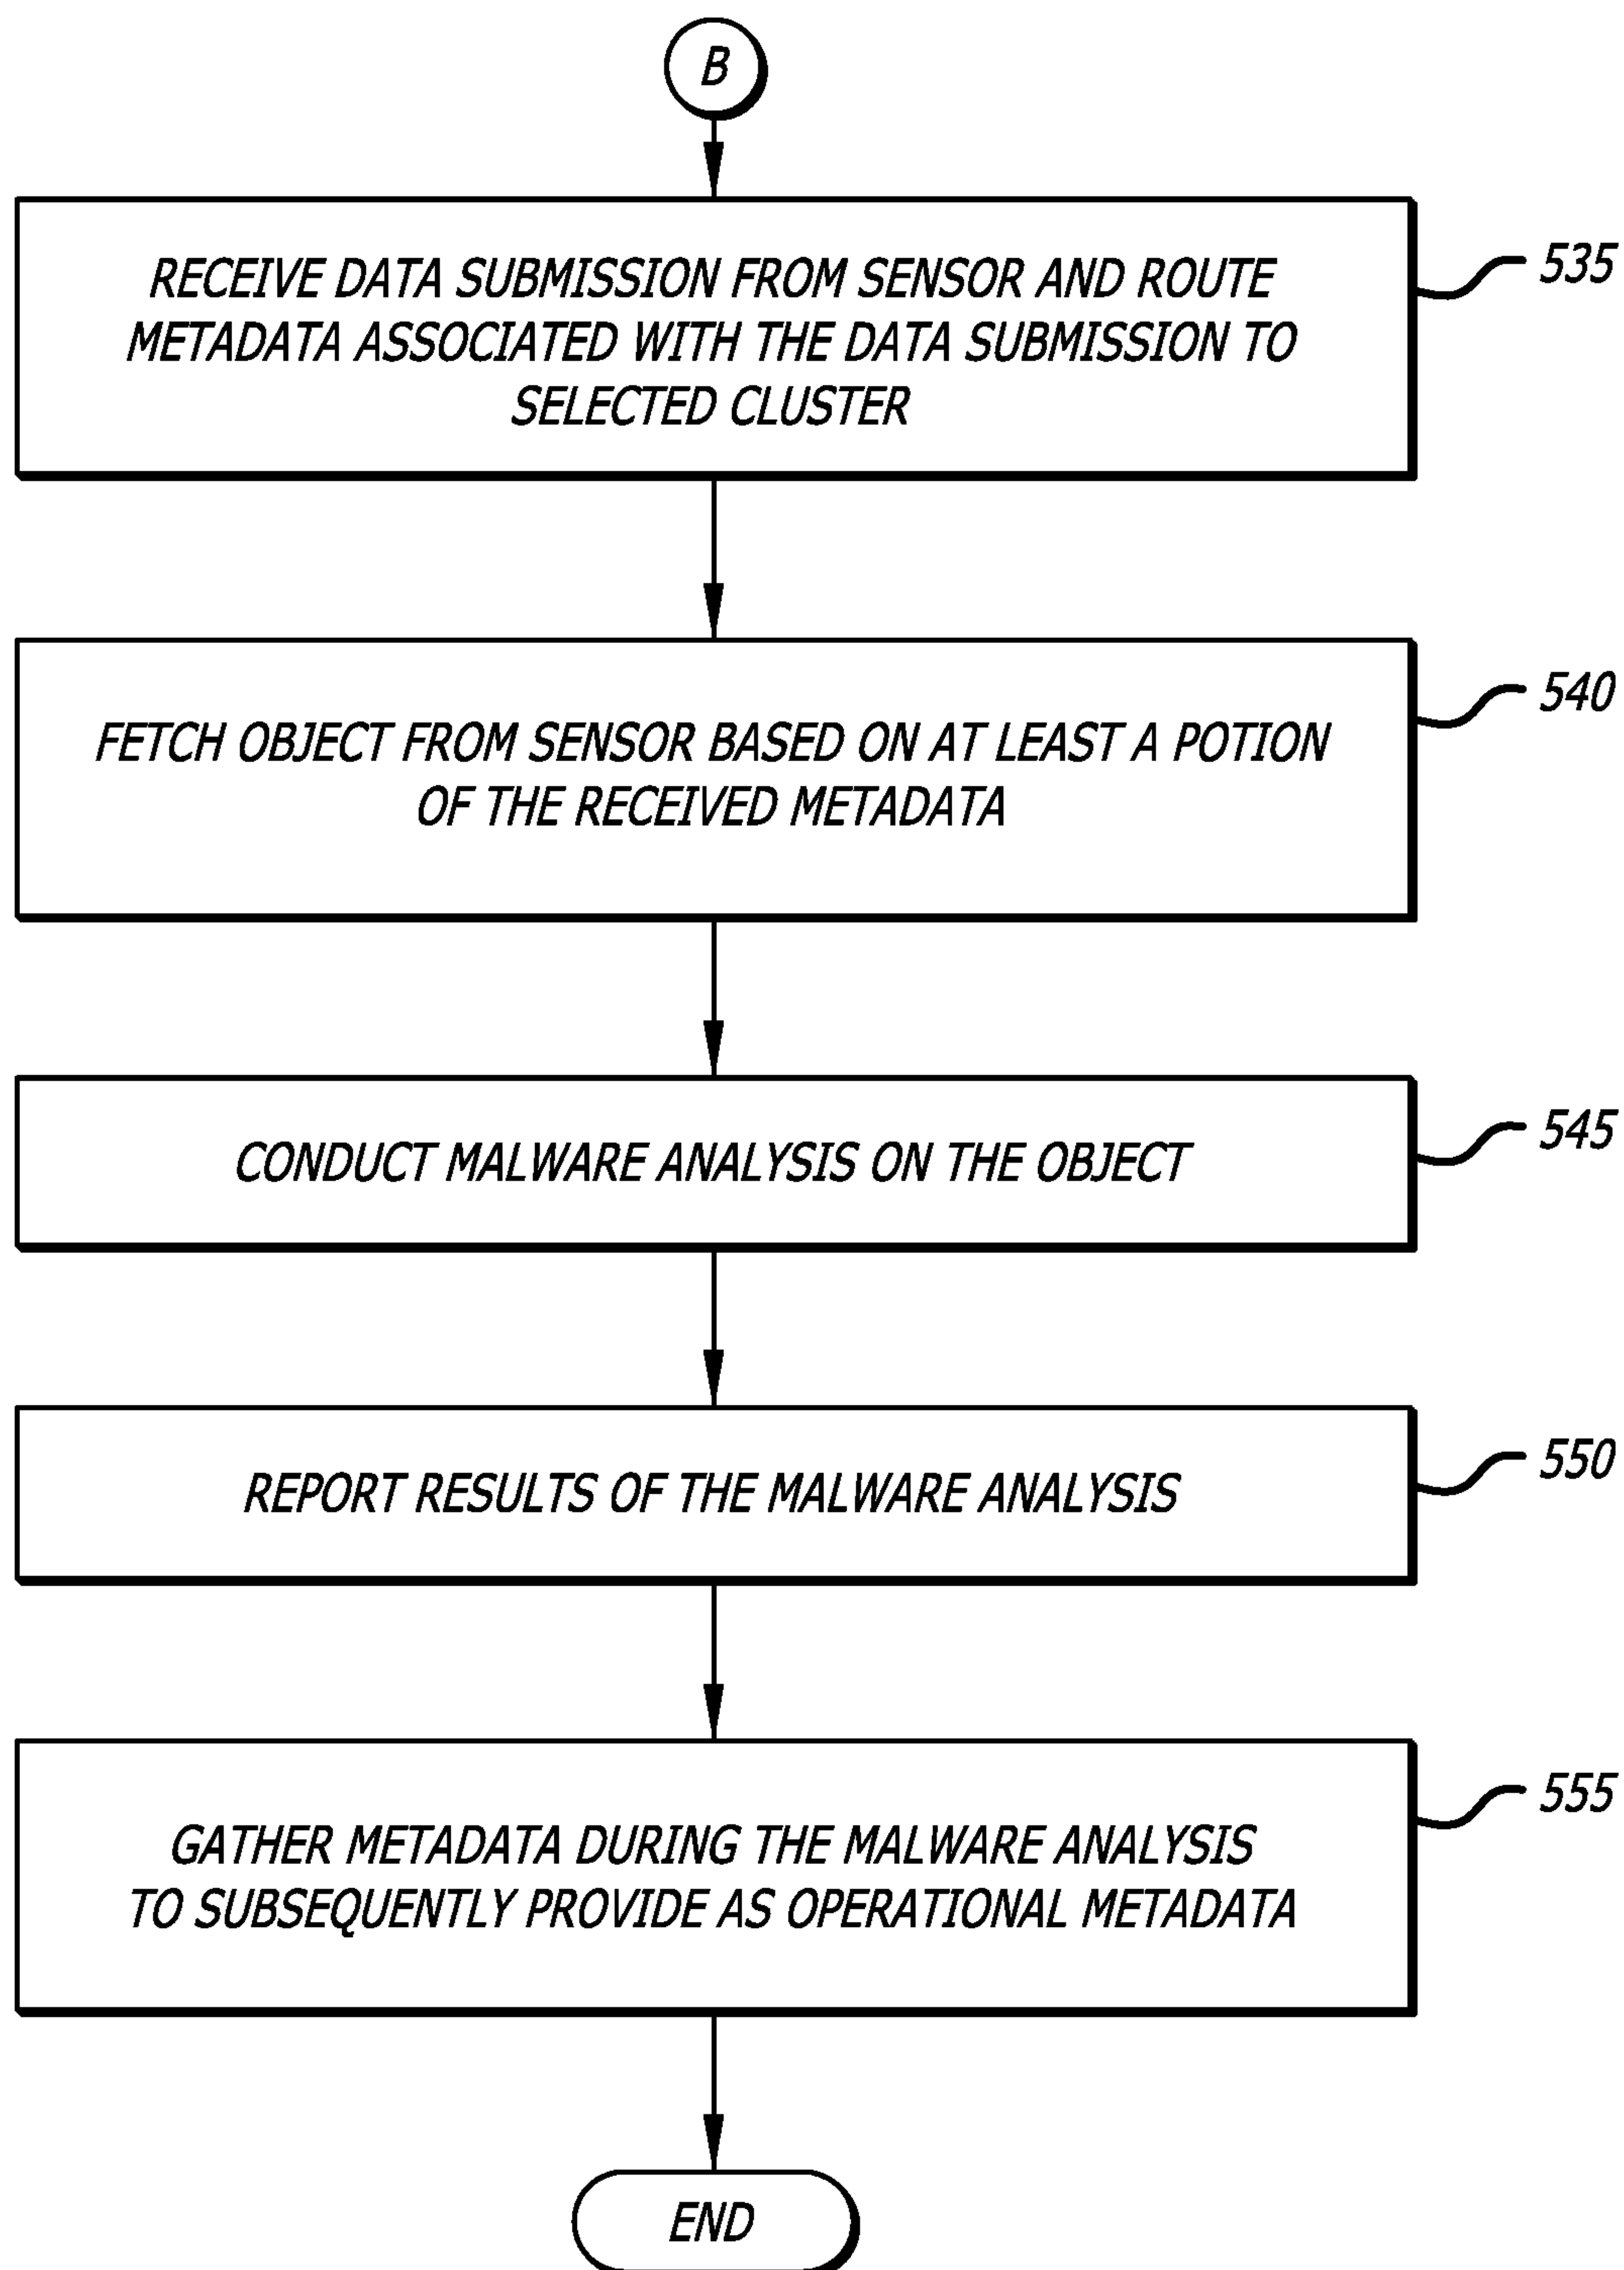 B
RECEIVE DATA SUBMISSION FROM SENSOR AND ROUTE
METADATA ASSOCIATED WITH THE DATA SUBMISSION TO
SELECTED CLUSTER
535
FETCH OBJECT FROM SENSOR BASED ON AT LEAST A POTION
OF THE RECEIVED METADATA
540
CONDUCT MALWARE ANALYSIS ON THE OBJECT
545
REPORT RESULTS OF THE MALWARE ANALYSIS
550
GATHER METADATA DURING THE MALWARE ANALYSIS
TO SUBSEQUENTLY PROVIDE AS OPERATIONAL METADATA
555
END